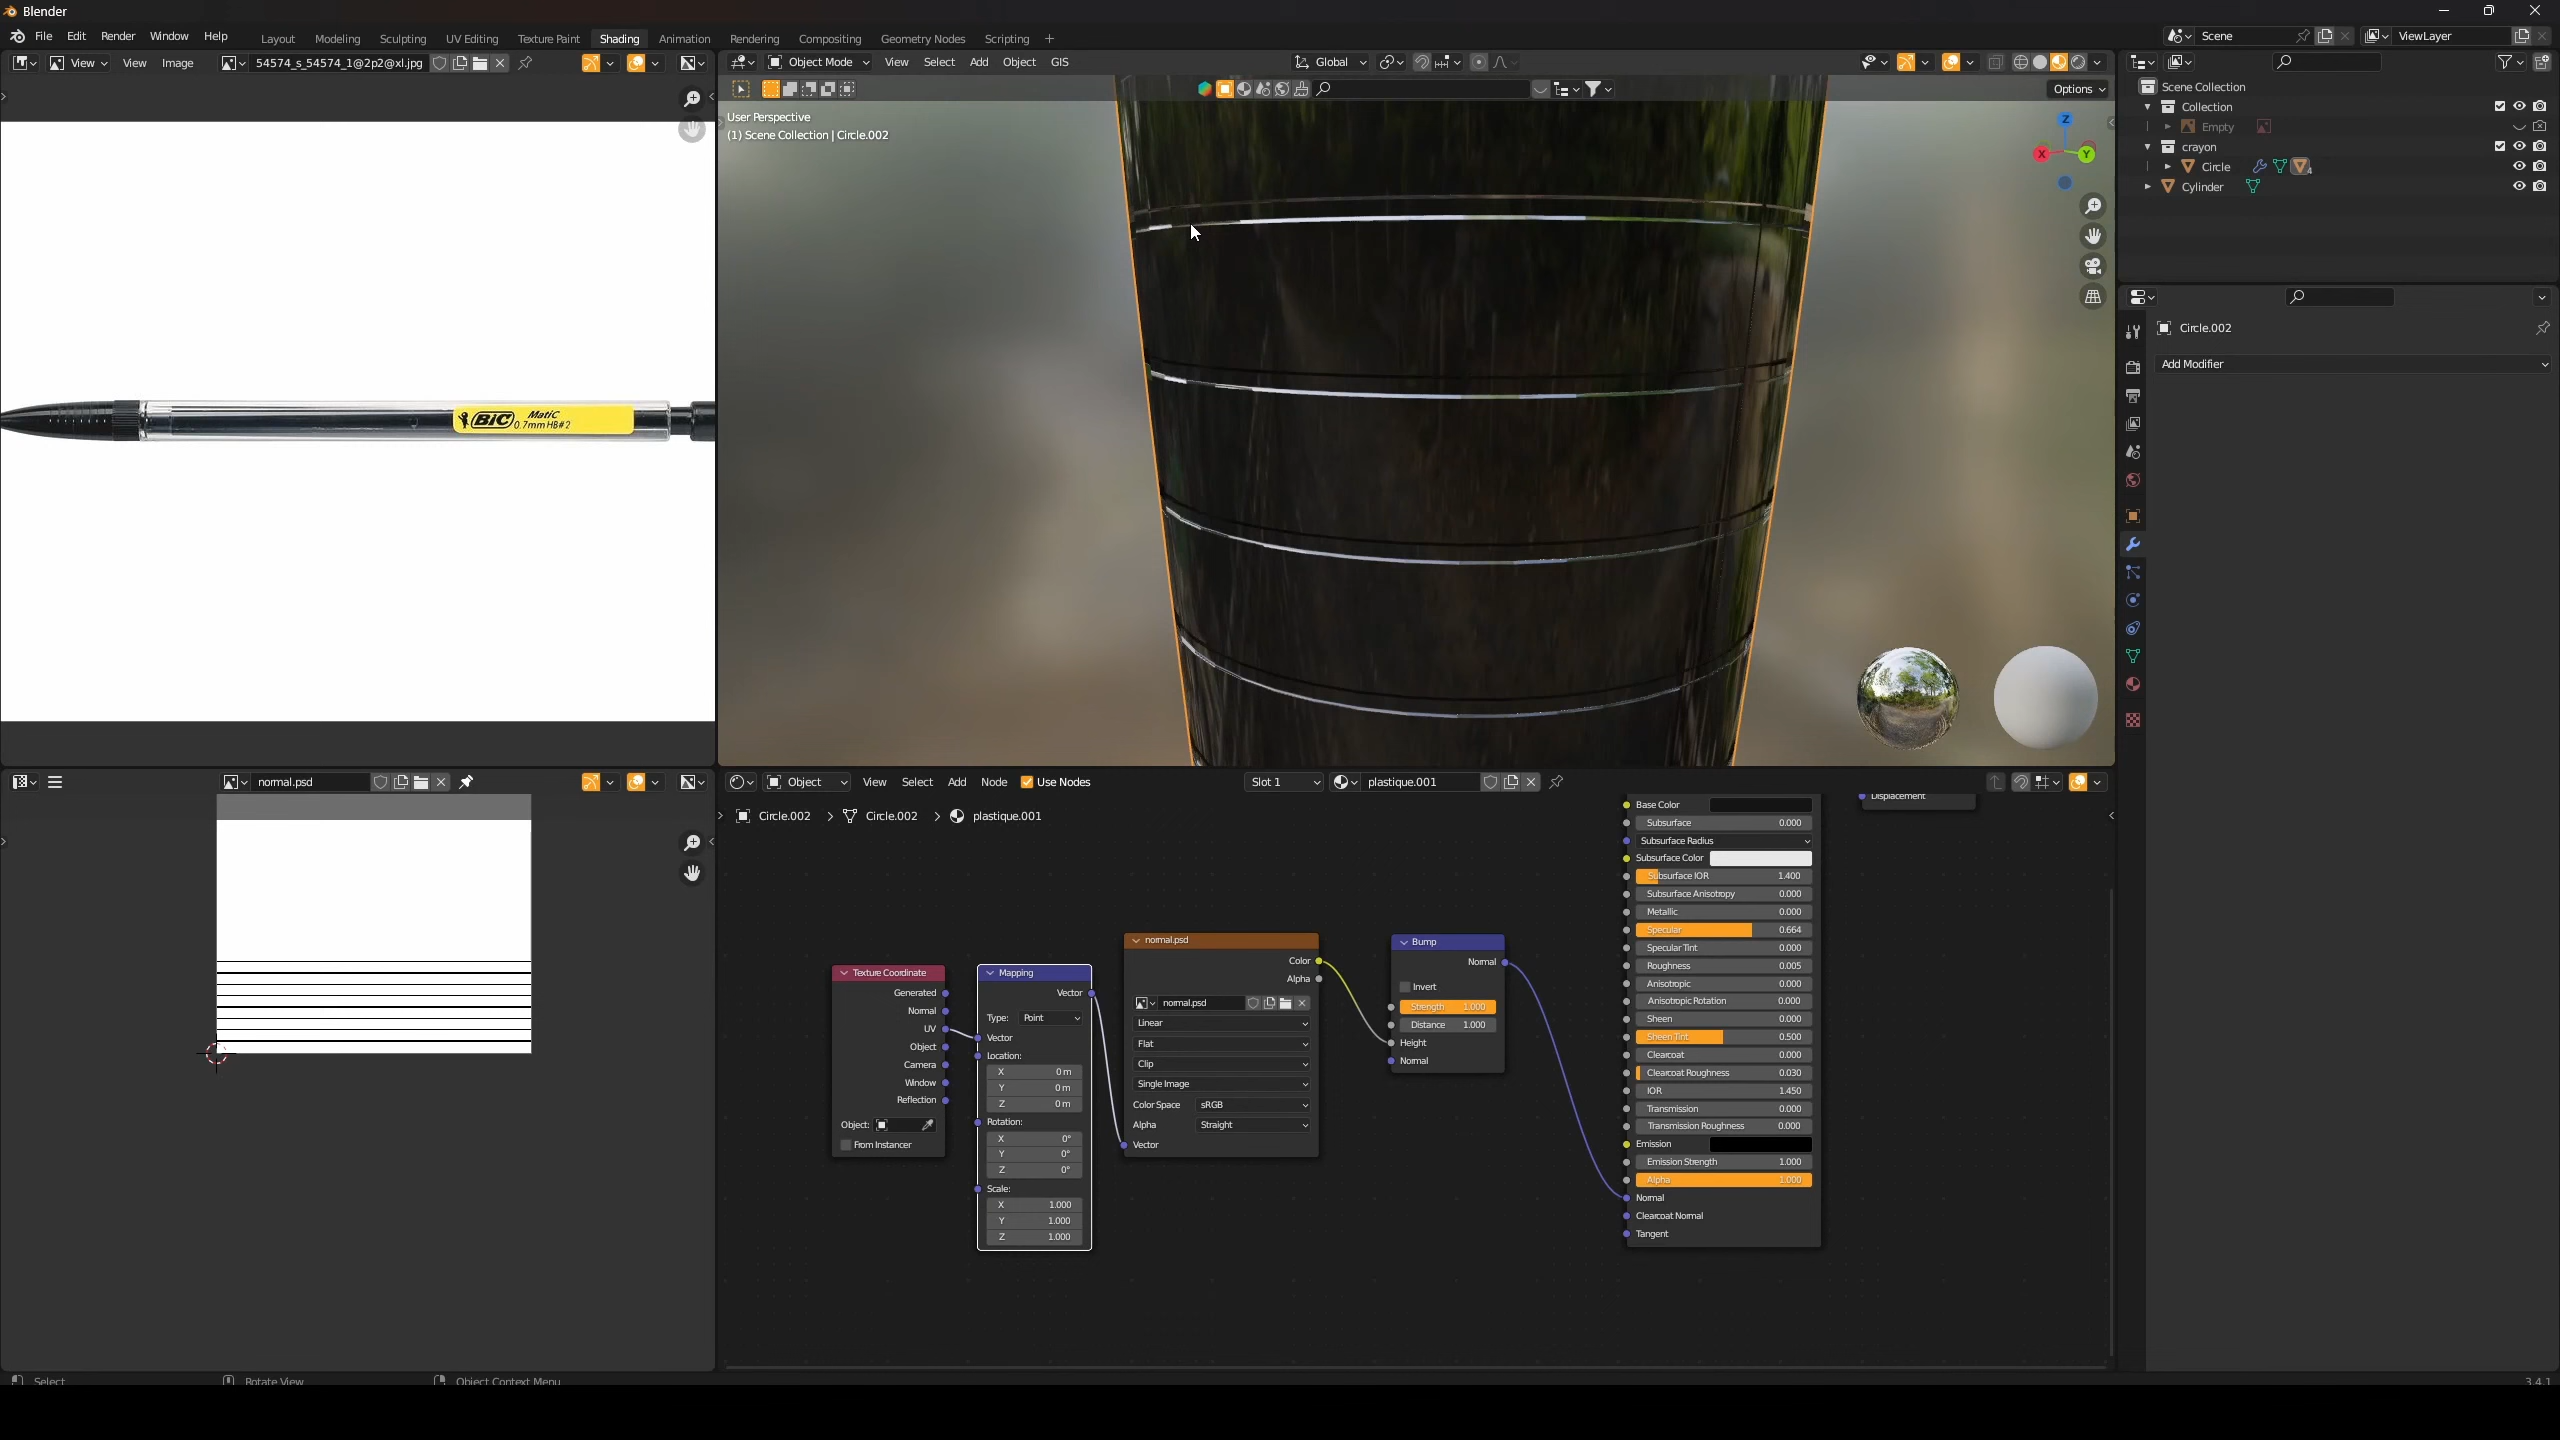 Blender
File Edit Render Window Help Layout Modeling Sculpting UV Editing Texture Paint Shading Animation Rendering Compositing Geometry Nodes Scripting Scene ViewLayer
View View Image 54574_s_54574_1@2p2@xl.jpg
Object Mode View Select Add Object GIS Global
Options
User Perspective
(1) Scene Collection | Circle.002
Z
X Y
BIC Matic
0.7mm HB#2
Scene Collection
Collection
Empty
crayon
Circle 4
Cylinder
Circle.002
Add Modifier
normal.psd
Object View Select Add Node Use Nodes Slot 1 plastique.001
Circle.002 > Circle.002 > plastique.001
Texture Coordinate
Generated
Normal
UV
Object
Camera
Window
Reflection
Object:
From Instancer
Mapping
Vector
Type: Point
Vector
Location:
X 0 m
Y 0 m
Z 0 m
Rotation:
X 0°
Y 0°
Z 0°
Scale:
X 1.000
Y 1.000
Z 1.000
normal.psd
Color
Alpha
normal.psd
Linear
Flat
Clip
Single Image
Color Space sRGB
Alpha Straight
Vector
Bump
Normal
Invert
Strength 1.000
Distance 1.000
Height
Normal
Base Color
Subsurface 0.000
Subsurface Radius
Subsurface Color
Subsurface IOR 1.400
Subsurface Anisotropy 0.000
Metallic 0.000
Specular 0.664
Specular Tint 0.000
Roughness 0.005
Anisotropic 0.000
Anisotropic Rotation 0.000
Sheen 0.000
Sheen Tint 0.500
Clearcoat 0.000
Clearcoat Roughness 0.030
IOR 1.450
Transmission 0.000
Transmission Roughness 0.000
Emission
Emission Strength 1.000
Alpha 1.000
Normal
Clearcoat Normal
Tangent
Displacement
Select Rotate View Object Context Menu 3.4.1